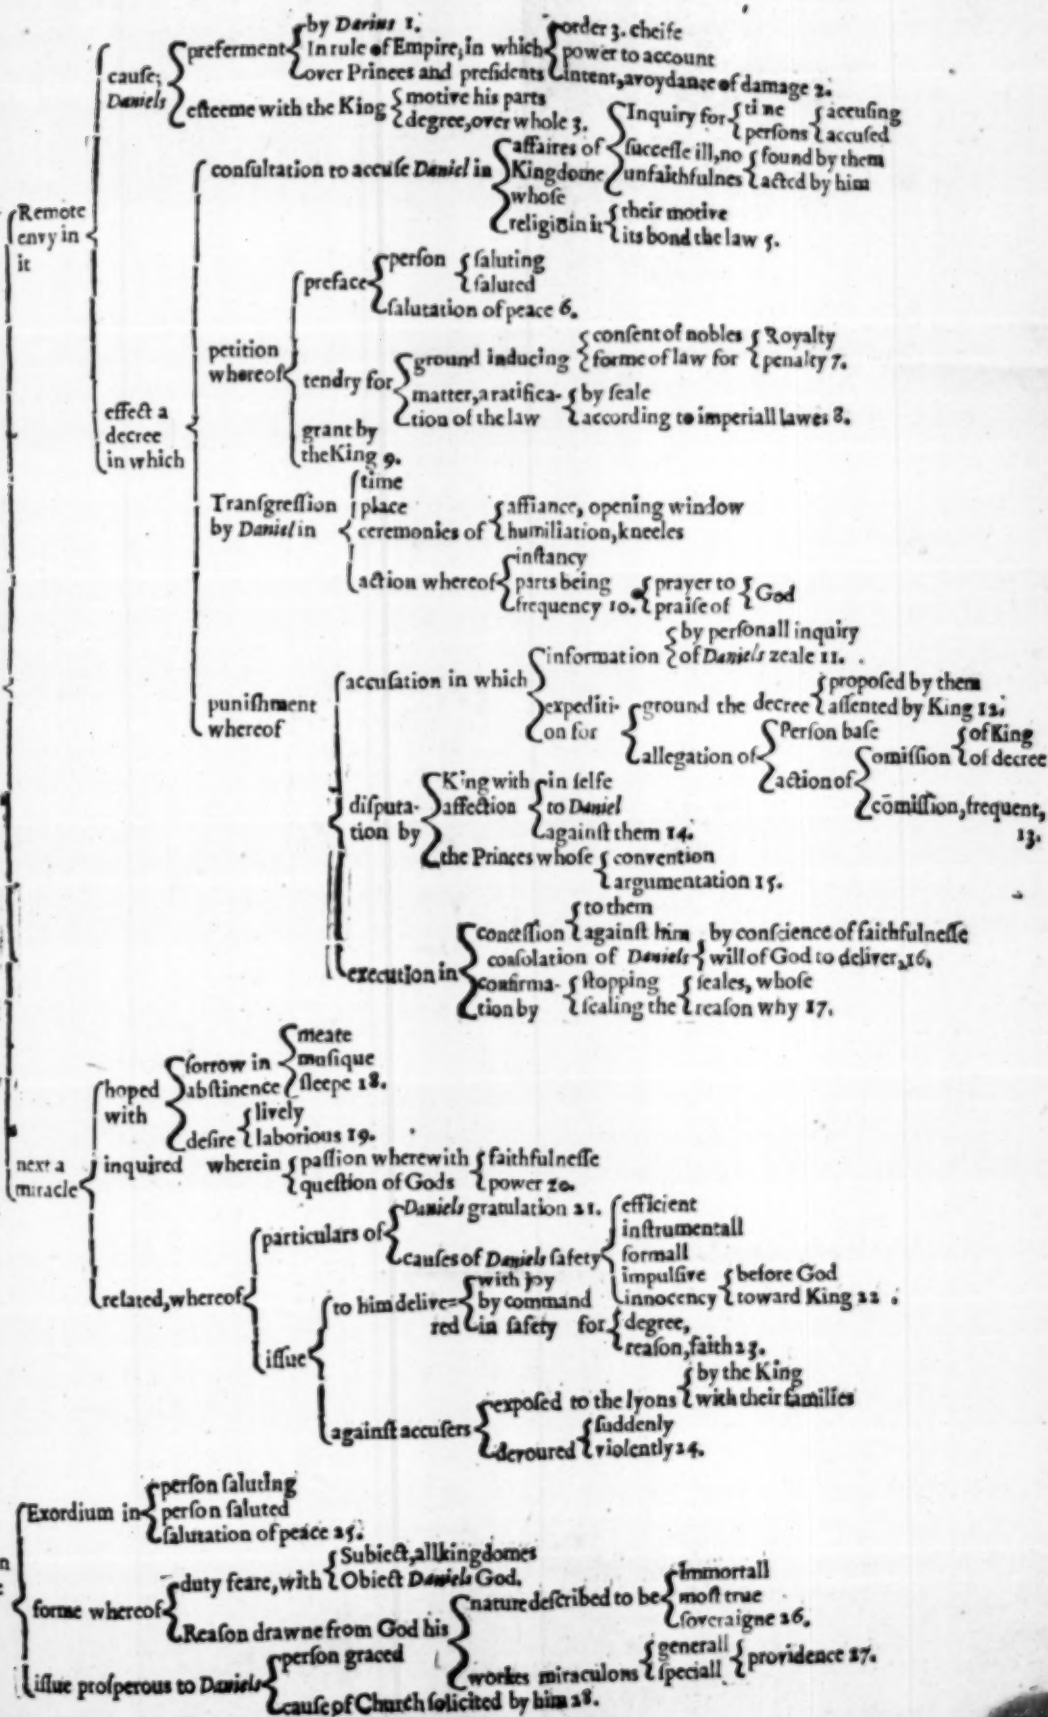 by Darius 1.
preferment
In rule of Empire, in which
over Princes and presidents
order 3. cheife
power to account
intent, avoydance of damage 2.
cauſe;
Daniels
eſteeme with the King
motive his parts
degree, over whole 3.
conſultation to accuſe Daniel in
affaires of
Kingdome
whoſe
Inquiry for
time
perſons
accuſing
accuſed
ſucceſſe ill, no
unfaithfulnes
found by them
acted by him
religiō in it
their motive
its bond the law 5.
Remote
envy in
it
effect a
decree
in which
petition
whereof
preface
perſon
ſaluting
ſaluted
ſalutation of peace 6.
tendry for
ground inducing
conſent of nobles
forme of law for
Royalty
penalty 7.
matter, a ratifica-
tion of the law
by ſeale
according to imperiall lawes 8.
grant by
the King 9.
Tranſgreſſion
by Daniel in
time
place
ceremonies of
affiance, opening window
humiliation, kneeles
action whereof
inſtancy
parts being
frequency 10.
prayer to
praiſe of
God
puniſhment
whereof
accuſation in which
information
by perſonall inquiry
of Daniels zeale 11.
expediti-
on for
ground the decree
propoſed by them
aſſented by King 12.
allegation of
Perſon baſe
action of
omiſſion
of King
of decree
cōmiſſion, frequent,
13.
diſputa-
tion by
King with
affection
in ſelfe
to Daniel
againſt them 14.
the Princes whoſe
convention
argumentation 15.
execution in
conceſſion
to them
againſt him
conſolation of Daniels
by conſcience of faithfulneſſe
will of God to deliver, 16.
confirma-
tion by
ſtopping
ſealing the
ſeales, whoſe
reaſon why 17.
next a
miracle
hoped
with
ſorrow in
abſtinence
meate
muſique
ſleepe 18.
deſire
lively
laborious 19.
inquired wherein
paſſion wherewith
queſtion of Gods
faithfulneſſe
power 20.
related, whereof
particulars of
Daniels gratulation 21.
cauſes of Daniels ſafety
efficient
inſtrumentall
formall
impulſive
innocency
before God
toward King 22.
iſſue
to him delive=
red
with joy
by command
in ſafety for
degree,
reaſon, faith 23.
againſt accuſers
expoſed to the lyons
by the King
with their families
devoured
ſuddenly
violently 24.
Exordium in
perſon ſaluting
perſon ſaluted
ſalutation of peace 25.
forme whereof
duty feare, with
Subiect, all kingdomes
Obiect Daniels God.
Reaſon drawne from God his
nature deſcribed to be
Immortall
moſt true
ſoveraigne 26.
workes miraculons
generall
ſpeciall
providence 27.
iſſue proſperous to Daniels
perſon graced
cauſe of Church ſolicited by him 28.